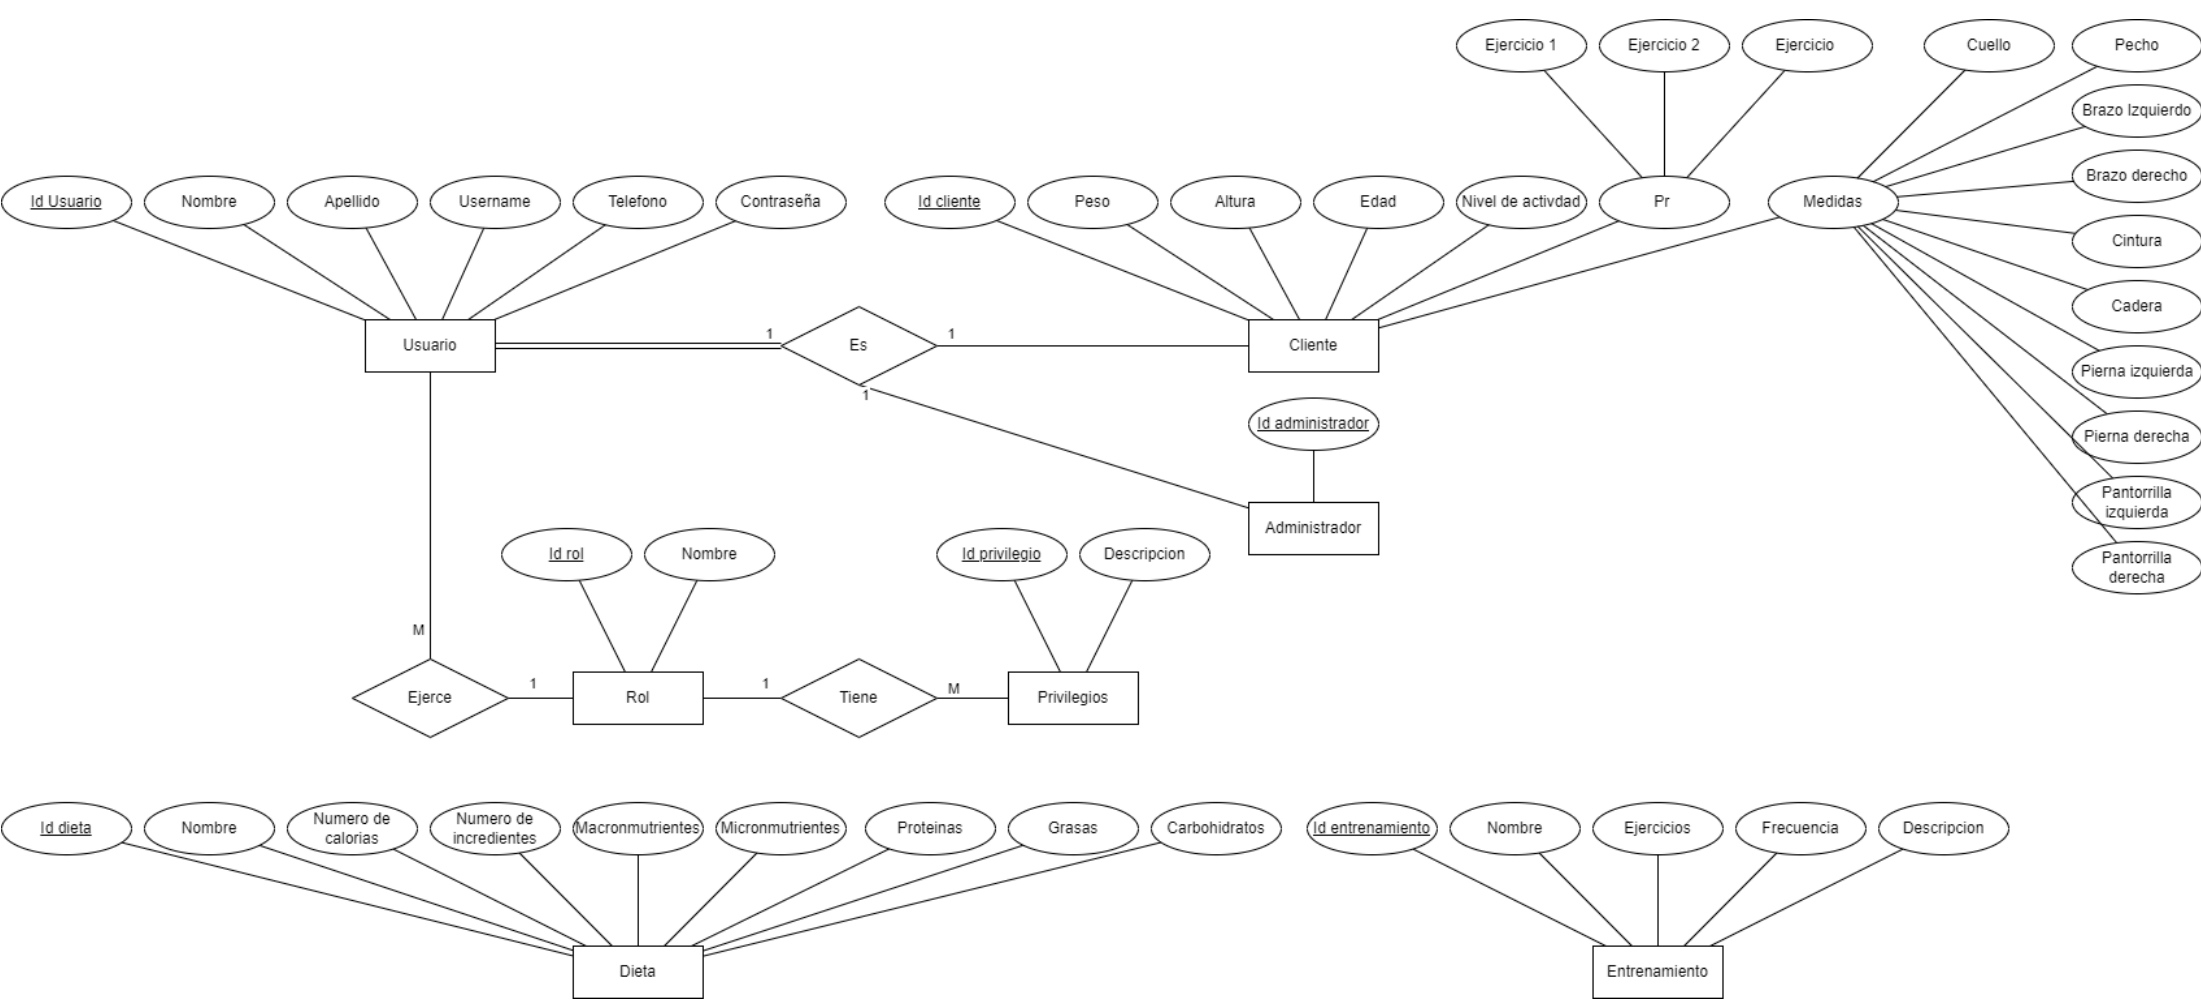 Ejercicio 1
Ejercicio 2
Ejercicio
Cuello
Pecho
Brazo Izquierdo
Brazo derecho
Id Usuario
Nombre
Apellido
Username
Telefono
Contraseña
Id cliente
Peso
Altura
Edad
Nivel de activdad
Pr
Medidas
Cintura
Cadera
Usuario
1
Es
1
Cliente
Pierna izquierda
1
Id administrador
Pierna derecha
Pantorrilla
izquierda
Administrador
Id rol
Nombre
Id privilegio
Descripcion
Pantorrilla
derecha
M
Ejerce
1
Rol
1
Tiene
M
Privilegios
Id dieta
Nombre
Numero de
calorias
Numero de
incredientes
Macronmutrientes
Micronmutrientes
Proteinas
Grasas
Carbohidratos
Id entrenamiento
Nombre
Ejercicios
Frecuencia
Descripcion
Dieta
Entrenamiento